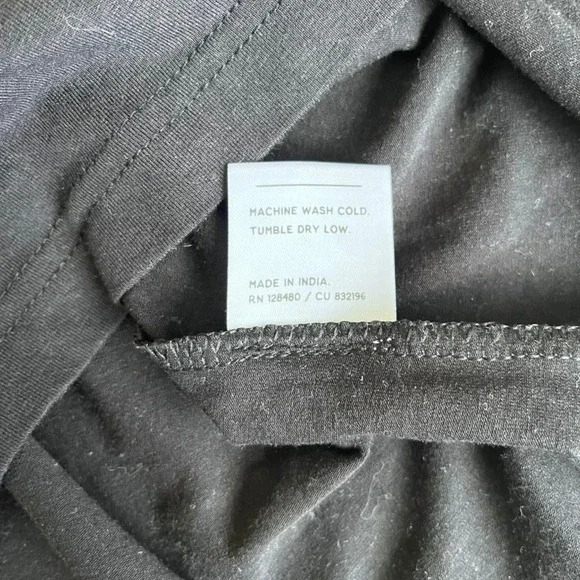 MACHINE WASH COLD.
TUMBLE DRY LOW.
MADE IN INDIA.
RN 128480 / CU 832196